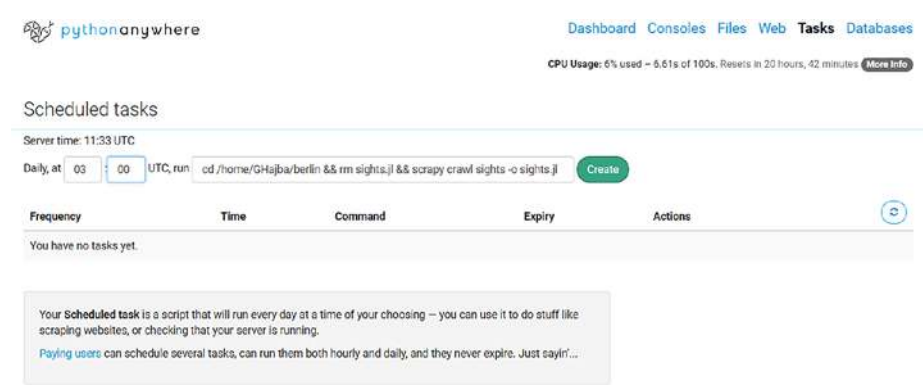 pythonanywhere
Dashboard Consoles Files Web Tasks Databases
CPU Usage: 6% used – 6.61s of 100s. Resets in 20 hours, 42 minutes More Info
Scheduled tasks
Server time: 11:33 UTC
Daily, at 03 : 00 UTC, run cd /home/GHajba/berlin && rm sights.jl && scrapy crawl sights -o sights.jl Create
Frequency Time Command Expiry Actions
You have no tasks yet.
Your Scheduled task is a script that will run every day at a time of your choosing — you can use it to do stuff like
scraping websites, or checking that your server is running.
Paying users can schedule several tasks, can run them both hourly and daily, and they never expire. Just sayin'...